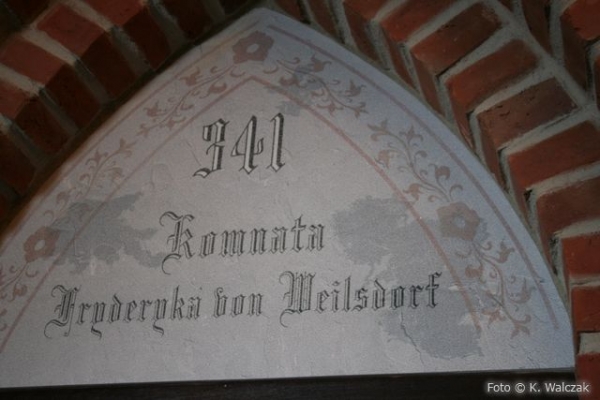 341
Komnata
Fryderyka von Weilsdorf
Foto © K. Walczak